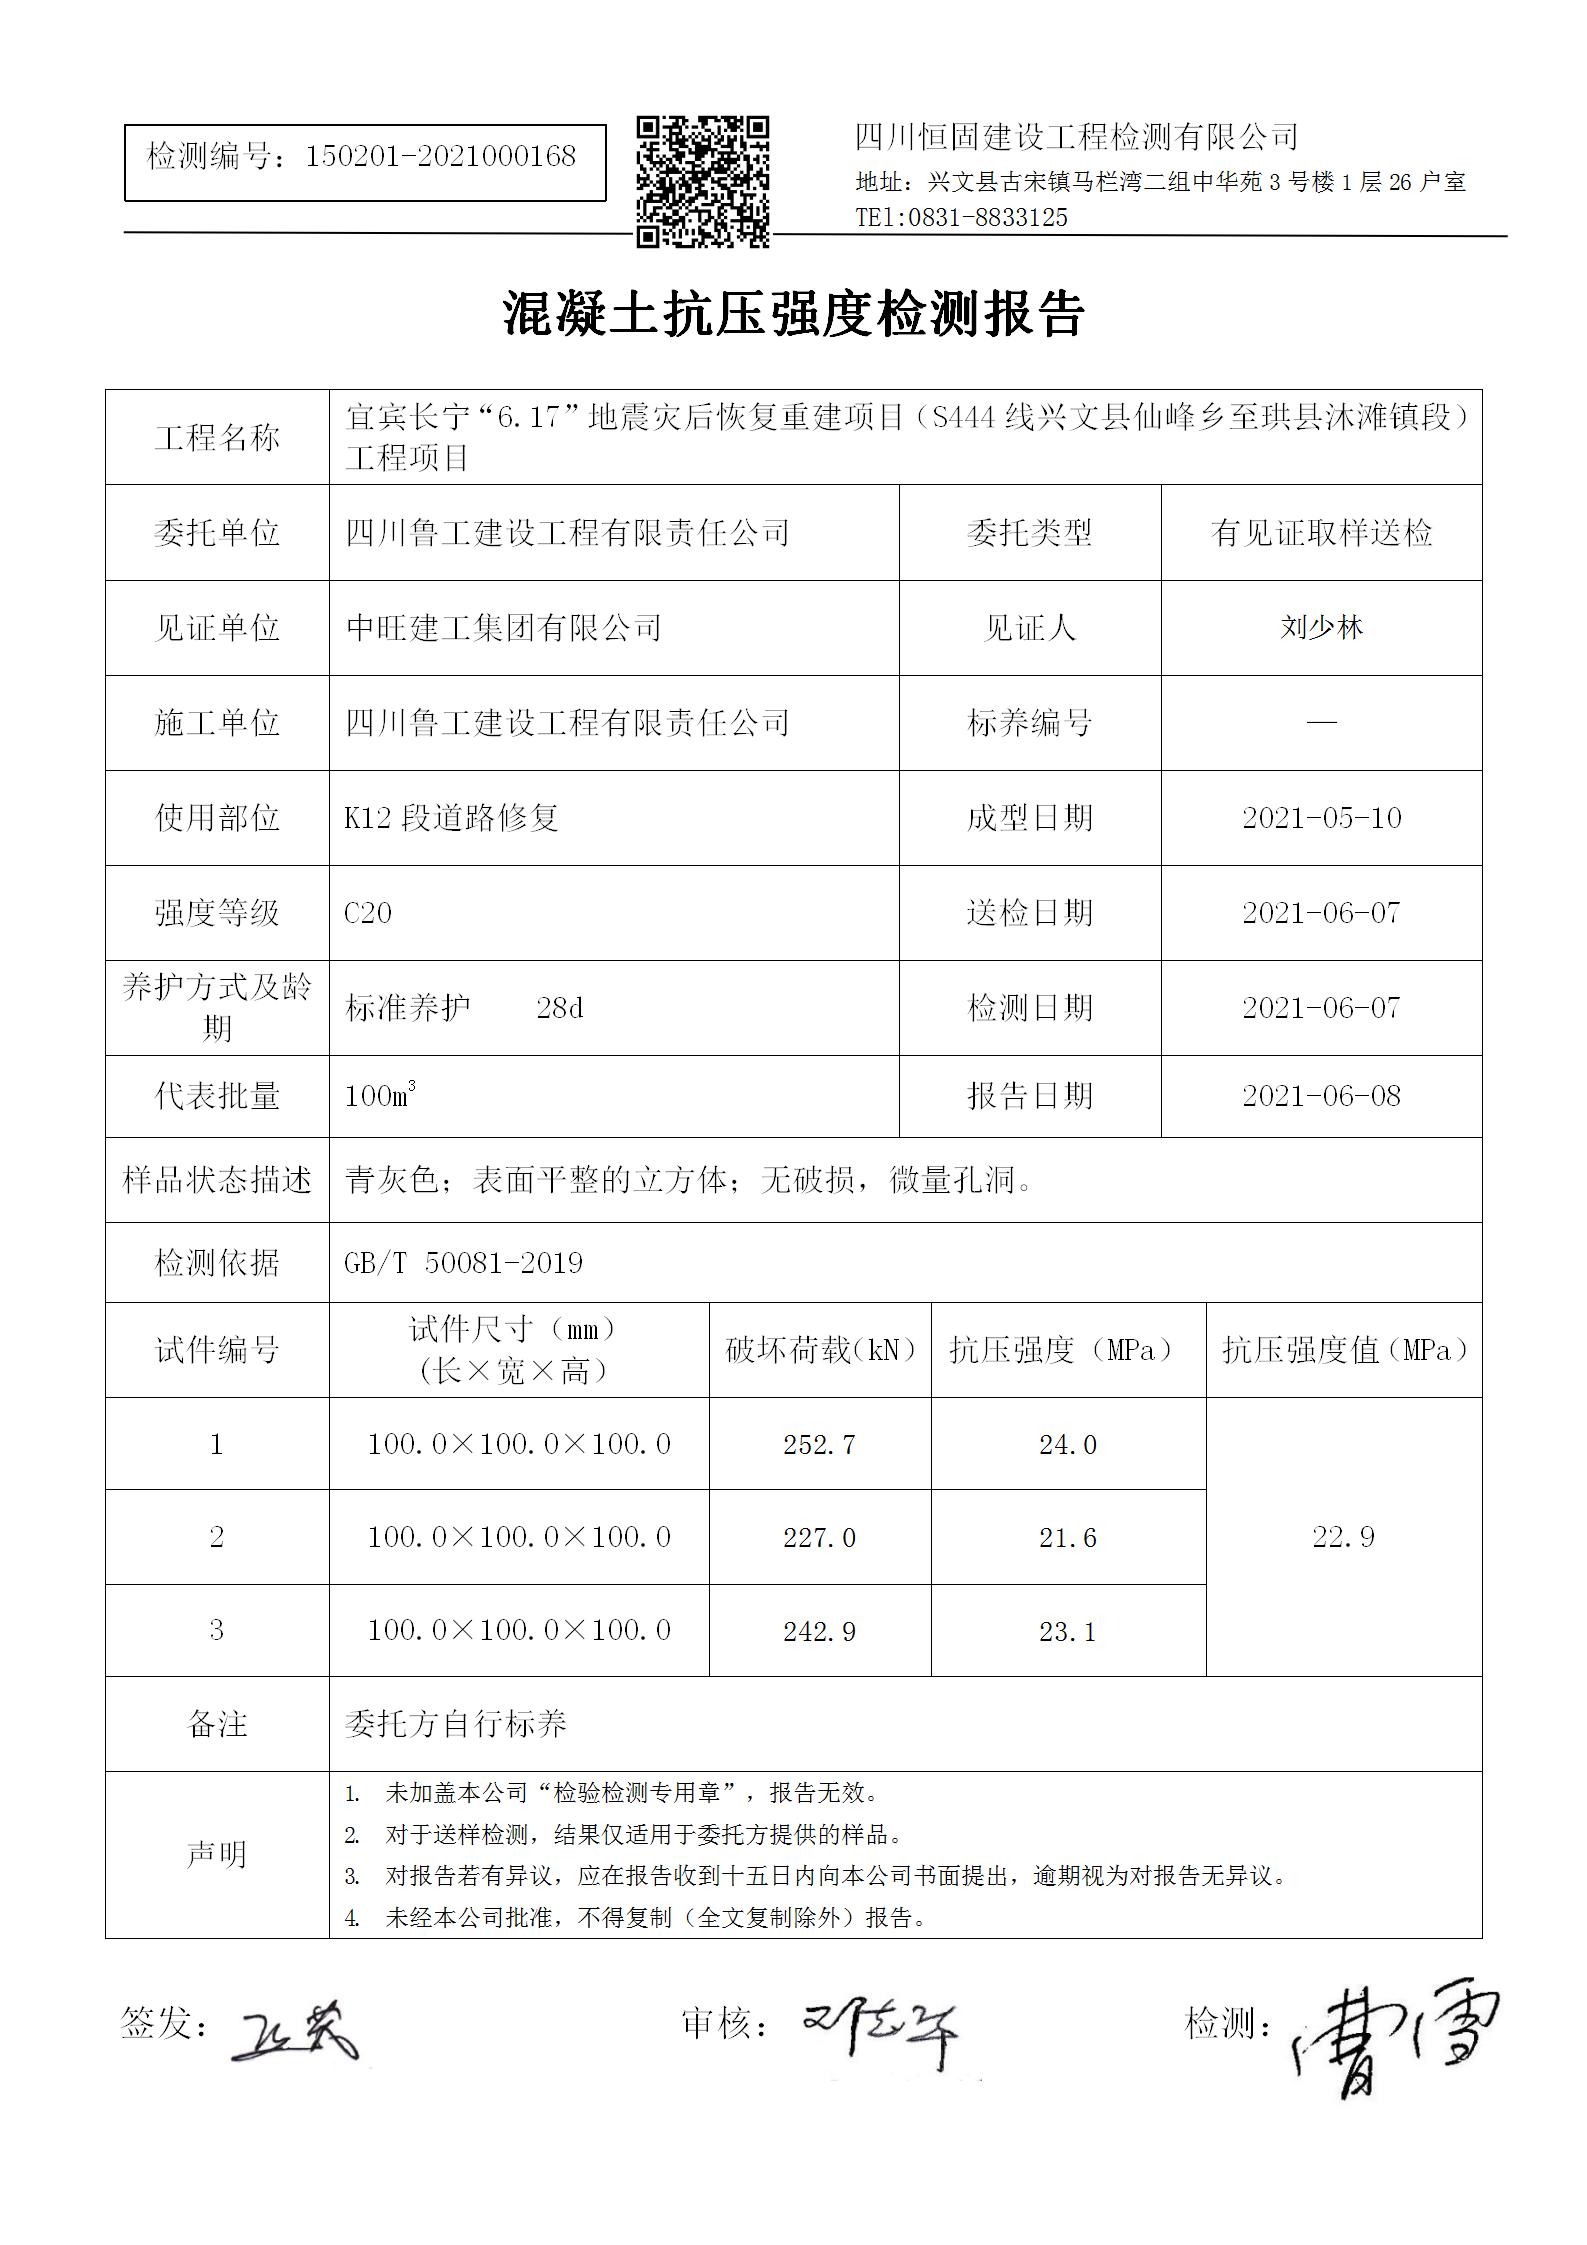 检测编号：150201-2021000168
四川恒固建设工程检测有限公司
地址：兴文县古宋镇马栏湾二组中华苑3号楼1层26户室
TEl:0831-8833125
混凝土抗压强度检测报告
工程名称
宜宾长宁“6.17”地震灾后恢复重建项目（S444线兴文县仙峰乡至珙县沐滩镇段）
工程项目
委托单位 四川鲁工建设工程有限责任公司 委托类型 有见证取样送检
见证单位 中旺建工集团有限公司 见证人 刘少林
施工单位 四川鲁工建设工程有限责任公司 标养编号 —
使用部位 K12段道路修复 成型日期 2021-05-10
强度等级 C20 送检日期 2021-06-07
养护方式及龄
期
标准养护 28d 检测日期 2021-06-07
代表批量 100m³ 报告日期 2021-06-08
样品状态描述 青灰色；表面平整的立方体；无破损，微量孔洞。
检测依据 GB/T 50081-2019
试件编号
试件尺寸（mm）
(长×宽×高）
破坏荷载(kN） 抗压强度（MPa） 抗压强度值(MPa）
1 100.0×100.0×100.0 252.7 24.0
2 100.0×100.0×100.0 227.0 21.6 22.9
3 100.0×100.0×100.0 242.9 23.1
备注 委托方自行标养
声明
1. 未加盖本公司“检验检测专用章”，报告无效。
2. 对于送样检测，结果仅适用于委托方提供的样品。
3. 对报告若有异议，应在报告收到十五日内向本公司书面提出，逾期视为对报告无异议。
4. 未经本公司批准，不得复制（全文复制除外）报告。
签发： 审核： 检测：曹雪